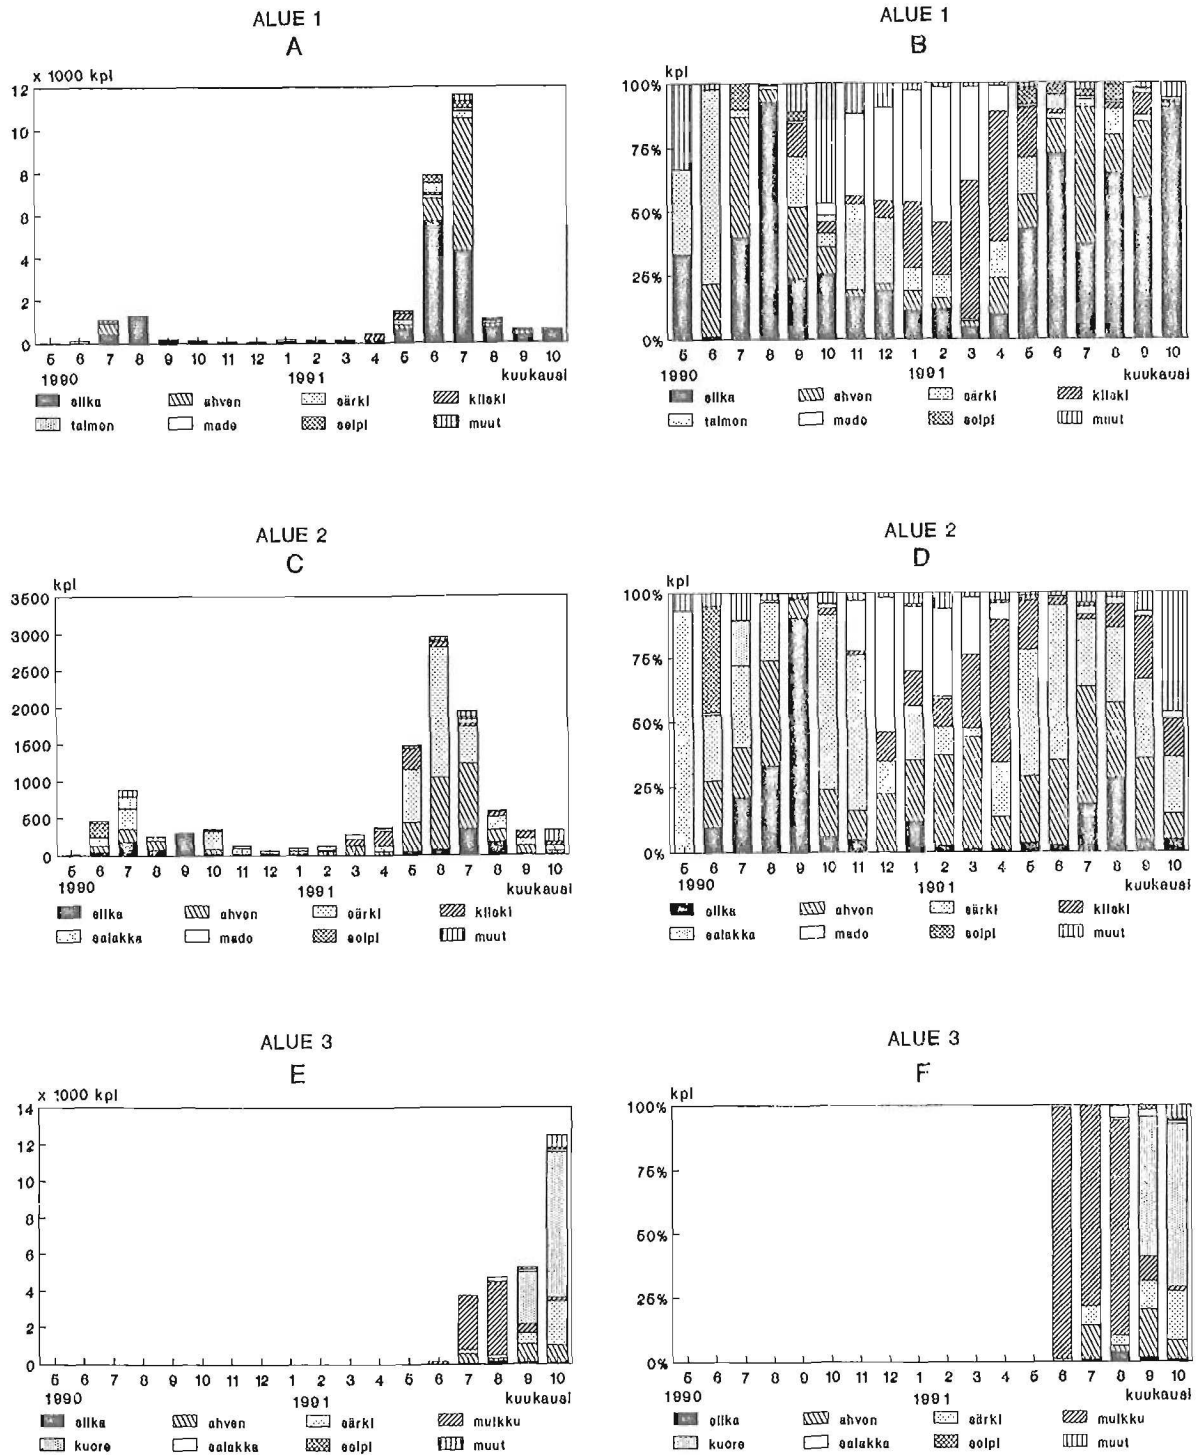 ALUE 1
A
x 1000 kpl
12
10
8
6
4
2
0
5 6 7 8 9 10 11 12 1 2 3 4 5 6 7 8 9 10
1990 1991 kuukausi
siika ahven särki kiiski
taimen made seipi muut
ALUE 1
B
kpl
100%
75%
50%
25%
0%
5 6 7 8 9 10 11 12 1 2 3 4 5 6 7 8 9 10
1990 1991 kuukausi
siika ahven särki kiiski
taimen made seipi muut
ALUE 2
C
kpl
3500
3000
2500
2000
1500
1000
500
0
5 6 7 8 9 10 11 12 1 2 3 4 5 6 7 8 9 10
1990 1991 kuukausi
siika ahven särki kiiski
salakka made seipi muut
ALUE 2
D
kpl
100%
75%
50%
25%
0%
5 6 7 8 9 10 11 12 1 2 3 4 5 6 7 8 9 10
1990 1991 kuukausi
siika ahven särki kiiski
salakka made seipi muut
ALUE 3
E
x 1000 kpl
14
12
10
8
6
4
2
0
5 6 7 8 9 10 11 12 1 2 3 4 5 6 7 8 9 10
1990 1991 kuukausi
siika ahven särki muikku
kuore salakka seipi muut
ALUE 3
F
kpl
100%
75%
50%
25%
0%
5 6 7 8 9 10 11 12 1 2 3 4 5 6 7 8 9 10
1990 1991 kuukausi
siika ahven särki muikku
kuore salakka seipi muut